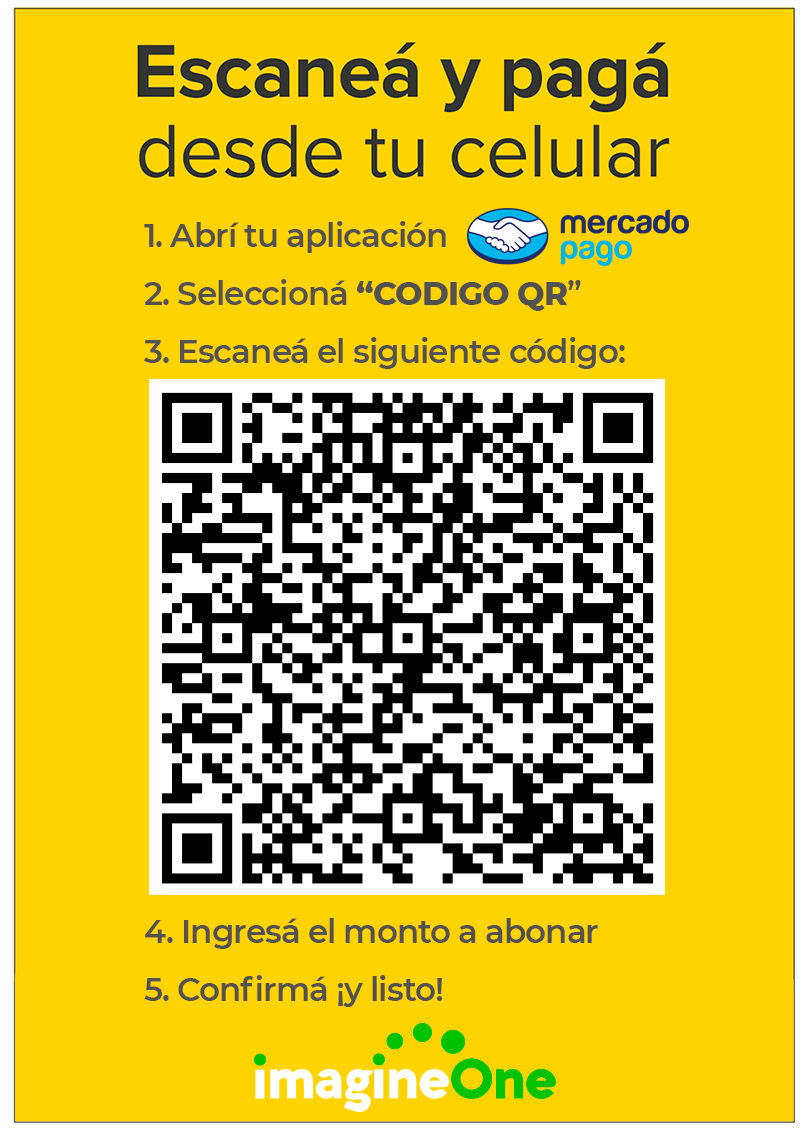 Escaneá y pagá
desde tu celular
1. Abrí tu aplicación mercado pago
2. Seleccioná “CODIGO QR”
3. Escaneá el siguiente código:
4. Ingresá el monto a abonar
5. Confirmá ¡y listo!
imagineOne